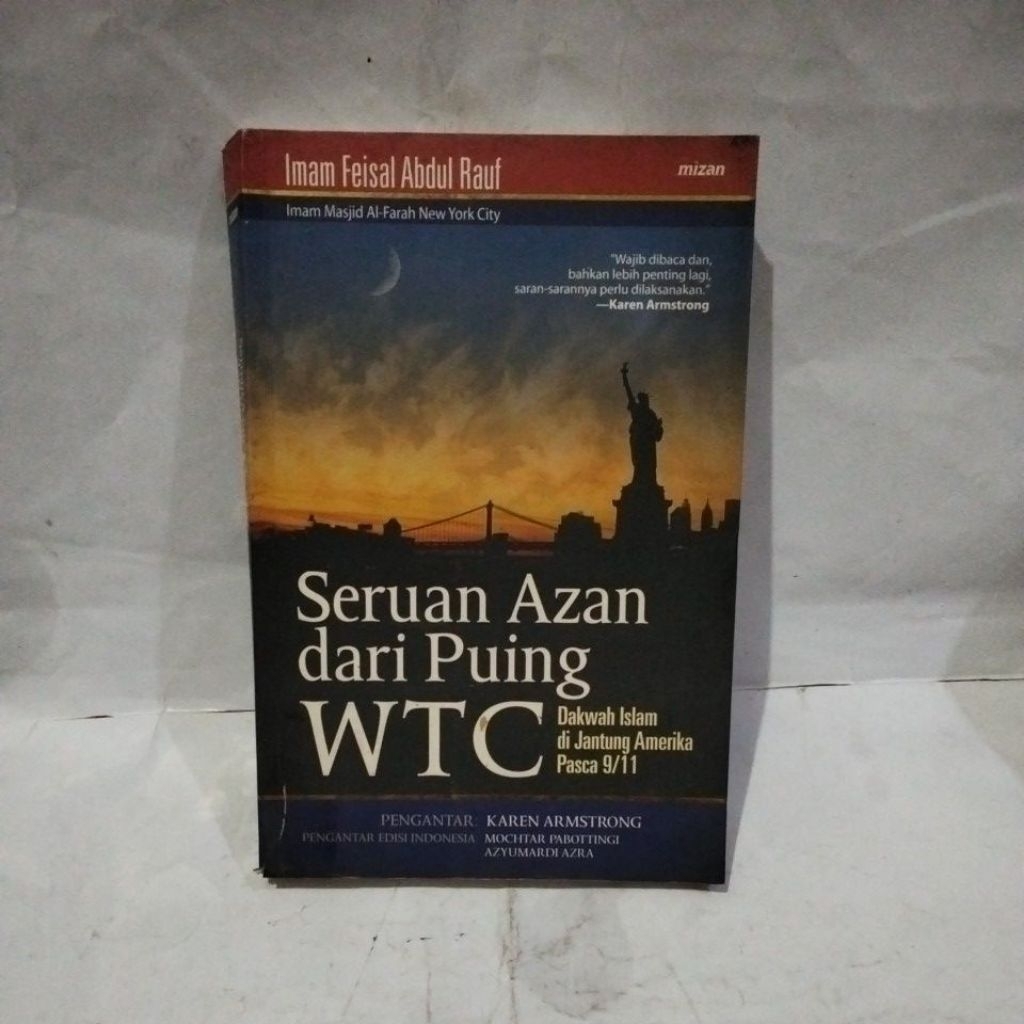 Imam Feisal Abdul Rauf
mizan
Imam Masjid Al-Farah New York City
"Wajib dibaca dan,
bahkan lebih penting lagi,
saran-sarannya perlu dilaksanakan."
—Karen Armstrong
Seruan Azan
dari Puing
WTC
Dakwah Islam
di Jantung Amerika
Pasca 9/11
PENGANTAR: KAREN ARMSTRONG
PENGANTAR EDISI INDONESIA MOCHTAR PABOTTINGI
AZYUMARDI AZRA